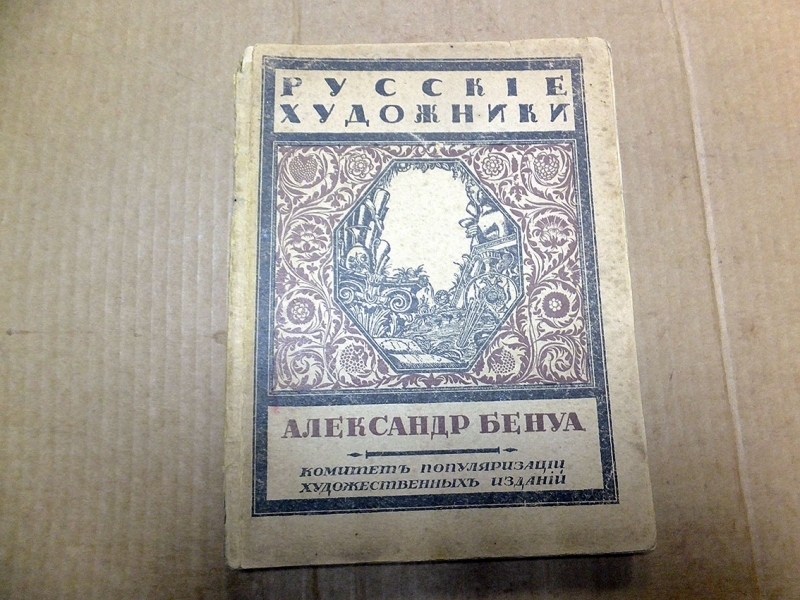 РУССКІЕ
ХУДОЖНИКИ
АЛЕКСАНДР БЕНУА
КОМИТЕТЪ ПОПУЛЯРИЗАЦІИ
ХУДОЖЕСТВЕННЫХЪ ИЗДАНІЙ